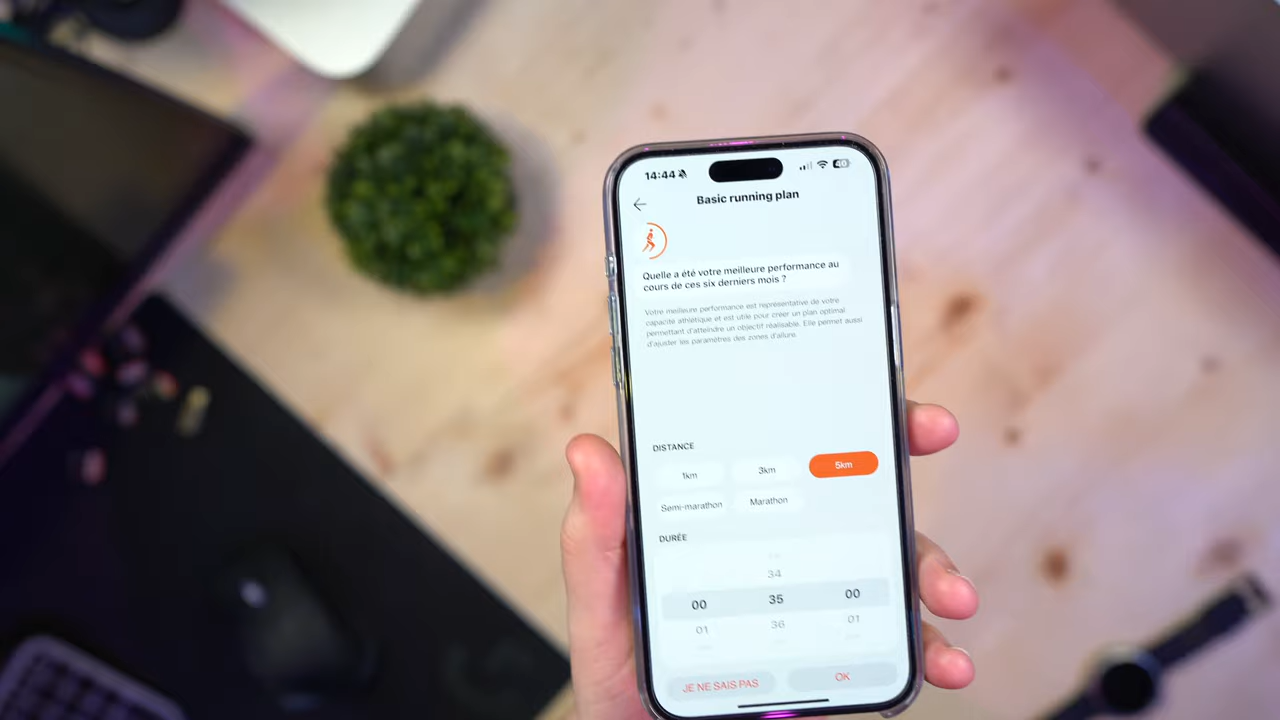 14:44 40
Basic running plan
Quelle a été votre meilleure performance au
cours de ces six derniers mois ?
Votre meilleure performance est représentative de votre
capacité athlétique et est utile pour créer un plan optimal
permettant d'atteindre un objectif réalisable. Elle permet aussi
d'ajuster les paramètres des zones d'allure.
DISTANCE
1km 3km 5km
Semi-marathon Marathon
DURÉE
34
00 35 00
01 36 01
JE NE SAIS PAS OK